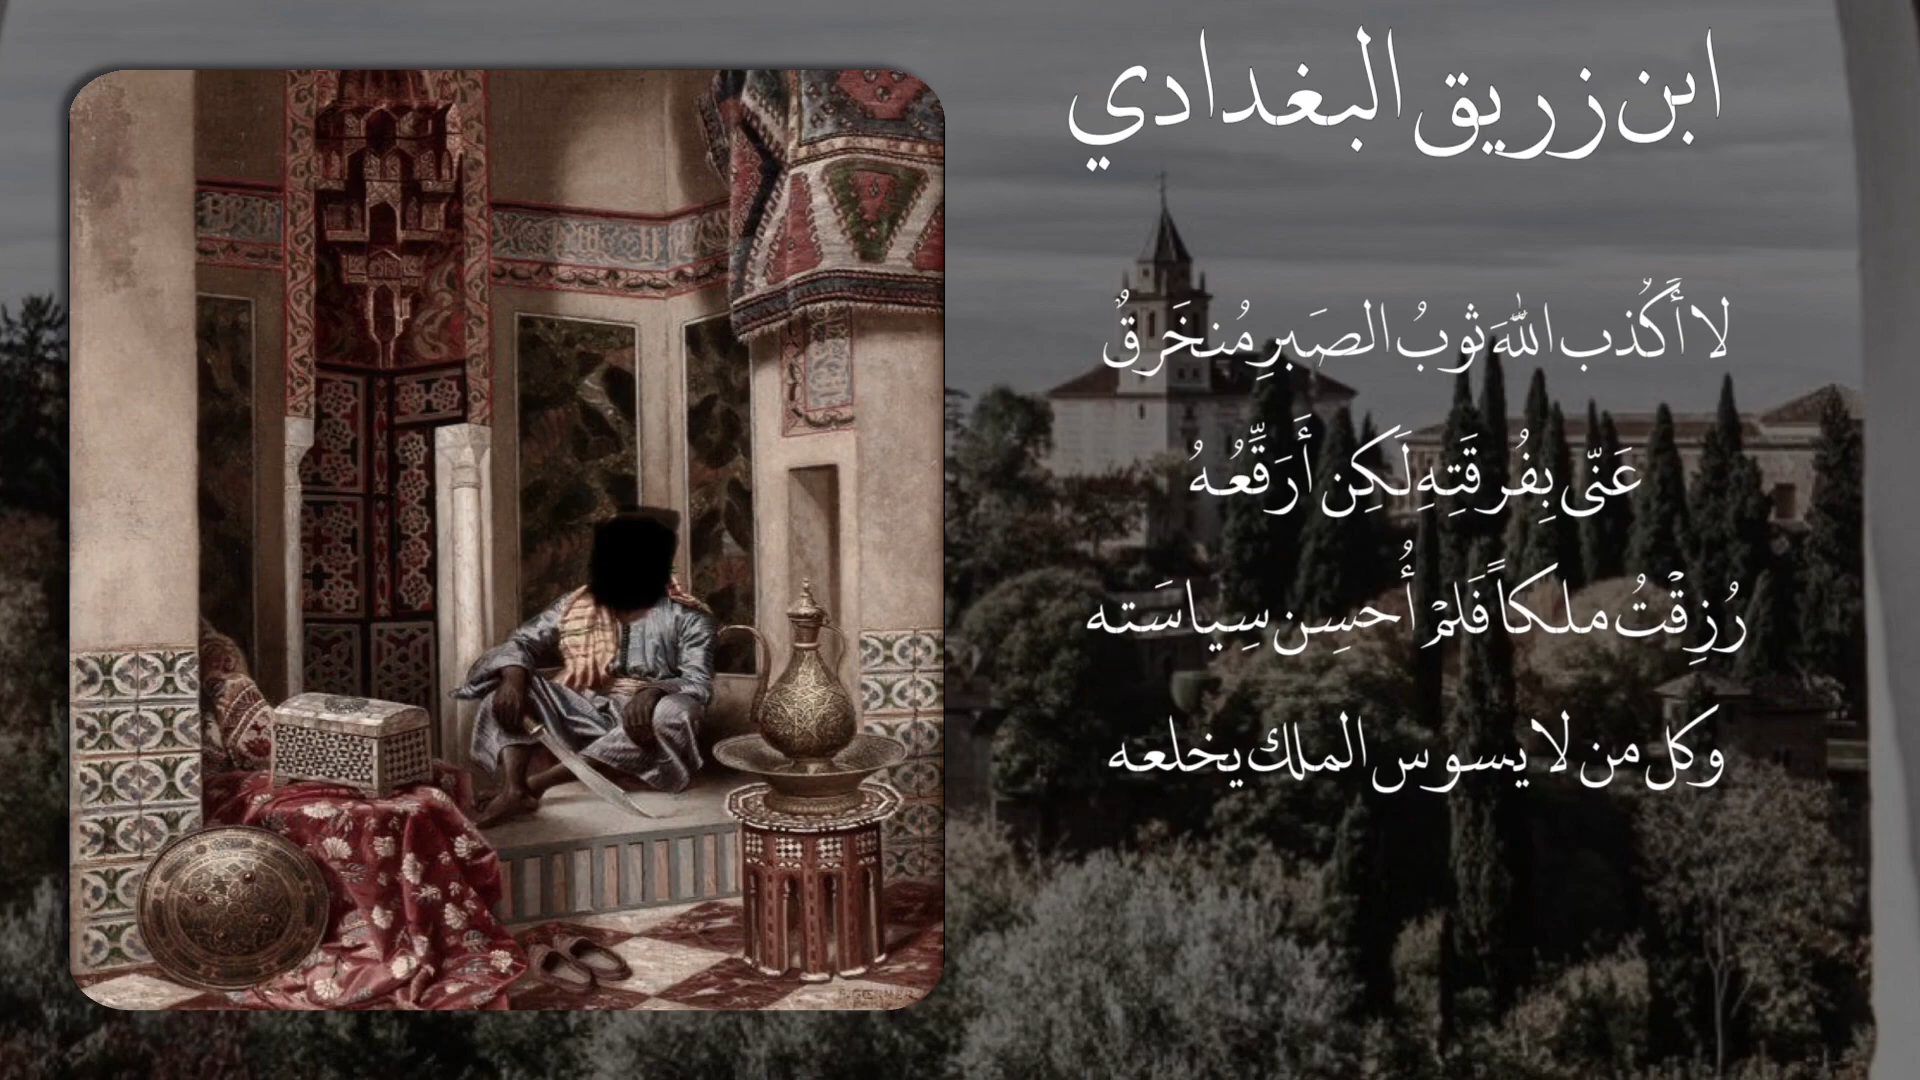 ابن زريق البغدادي
لا أَكُذب اللهَ ثوبُ الصَبرِ مُنخَرقٌ
عَنّي بِفُرقَتِهِ لَكِن أَرَقِّعُهُ
رُزِقْتُ ملكاً فَلَمْ أُحسِن سِياسَته
وكل من لا يسوس الملك يخلعه